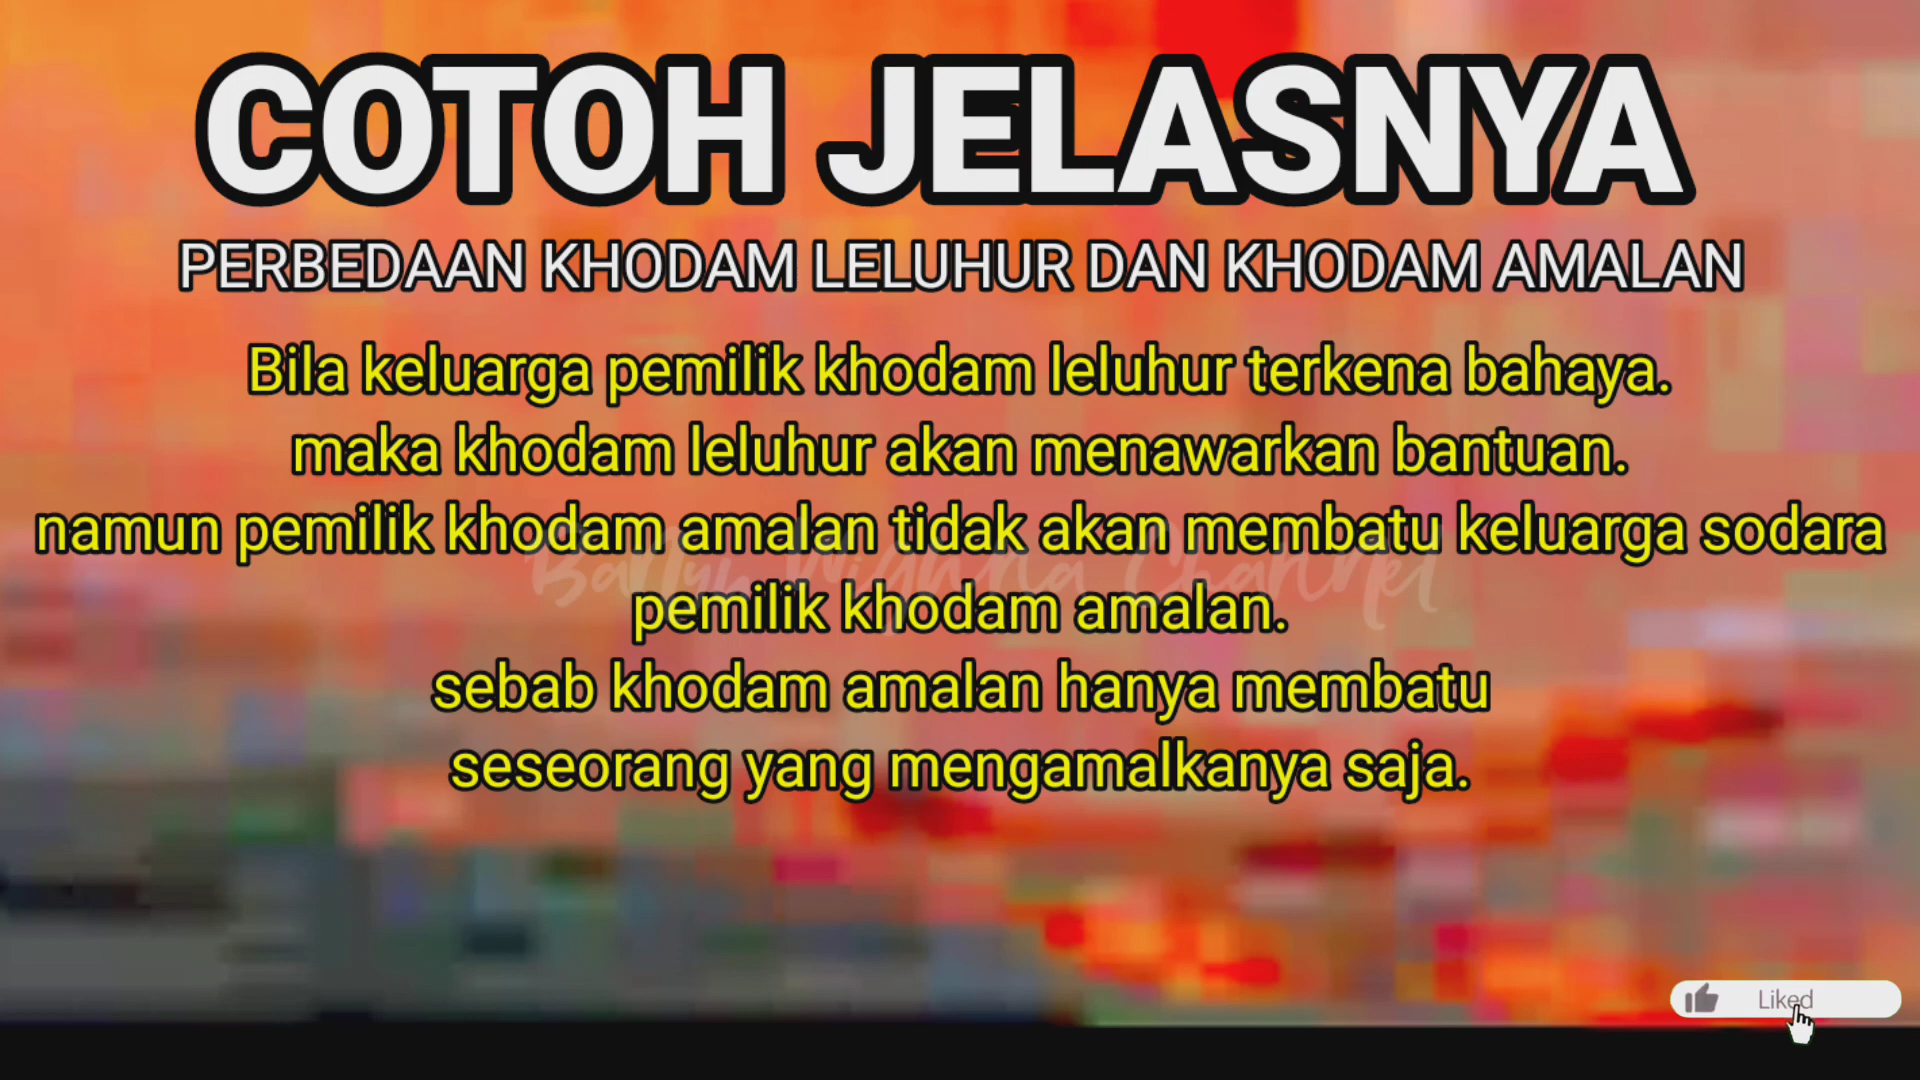 COTOH JELASNYA
PERBEDAAN KHODAM LELUHUR DAN KHODAM AMALAN
Bila keluarga pemilik khodam leluhur terkena bahaya.
maka khodam leluhur akan menawarkan bantuan.
namun pemilik khodam amalan tidak akan membatu keluarga sodara
pemilik khodam amalan.
sebab khodam amalan hanya membatu
seseorang yang mengamalkanya saja.
Channel
Liked